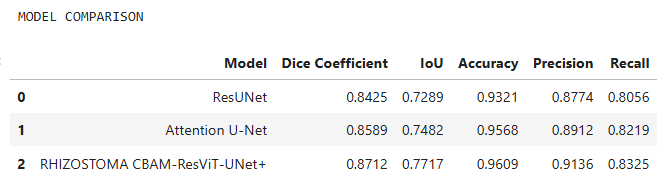 MODEL COMPARISON
Model Dice Coefficient IoU Accuracy Precision Recall
0 ResUNet 0.8425 0.7289 0.9321 0.8774 0.8056
1 Attention U-Net 0.8589 0.7482 0.9568 0.8912 0.8219
2 RHIZOSTOMA CBAM-ResViT-UNet+ 0.8712 0.7717 0.9609 0.9136 0.8325